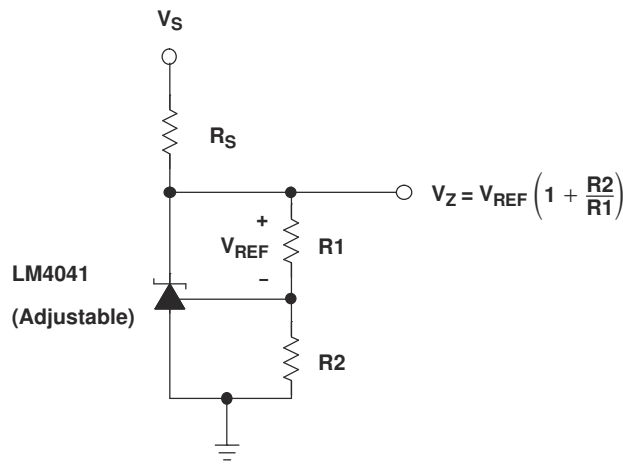 VS
RS
VZ = VREF (1 + R2/R1)
+
VREF
R1
–
LM4041
(Adjustable)
R2